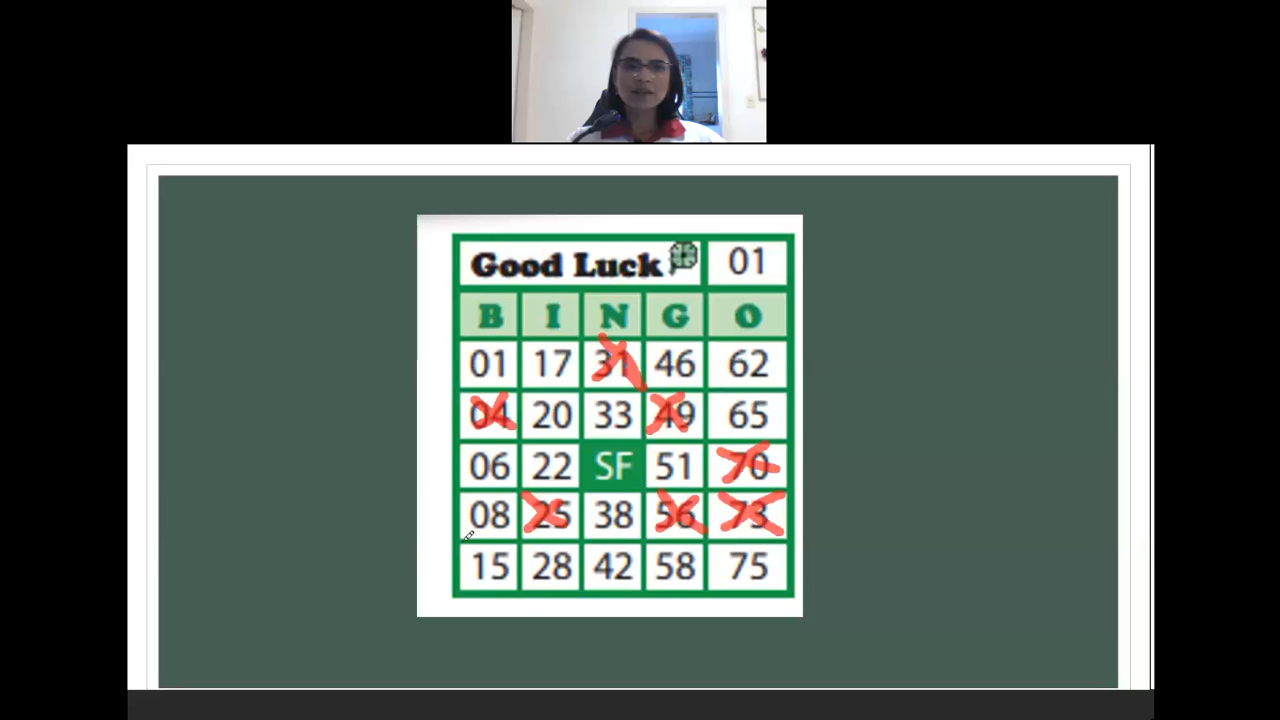 Good Luck 01
B I N G O
01 17 31 46 62
04 20 33 49 65
06 22 SF 51 70
08 25 38 56 73
15 28 42 58 75